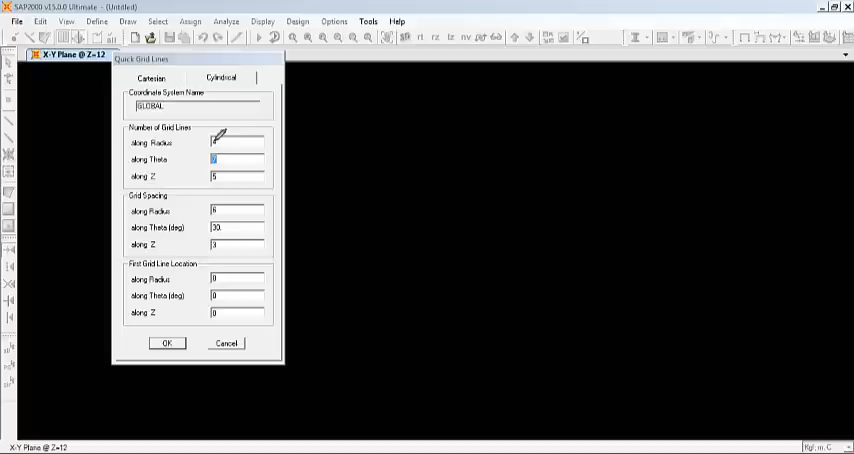 SAP2000 v15.0.0 Ultimate - (Untitled)
File Edit View Define Draw Select Assign Analyze Display Design Options Tools Help
X-Y Plane @ Z=12
Quick Grid Lines
Cartesian Cylindrical
Coordinate System Name
GLOBAL
Number of Grid Lines
along Radius 4
along Theta 7
along Z 5
Grid Spacing
along Radius 6
along Theta (deg) 30.
along Z 3
First Grid Line Location
along Radius 0
along Theta (deg) 0
along Z 0
OK Cancel
X-Y Plane @ Z=12 Kgf, m, C